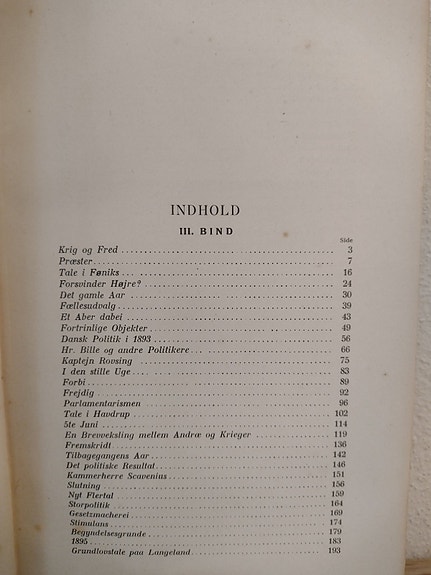 INDHOLD
III. BIND
Side
Krig og Fred 3
Præster 7
Tale i Føniks 16
Forsvinder Højre? 24
Det gamle Aar 30
Fællesudvalg 39
Et Aber dabei 43
Fortrinlige Objekter 49
Dansk Politik i 1893 56
Hr. Bille og andre Politikere 66
Kaptejn Rovsing 75
I den stille Uge 83
Forbi 89
Frejdig 92
Parlamentarismen 96
Tale i Havdrup 102
5te Juni 114
En Brevveksling mellem Andræ og Krieger 119
Fremskridt 136
Tilbagegangens Aar 142
Det politiske Resultat 146
Kammerherre Scavenius 151
Slutning 156
Nyt Flertal 159
Storpolitik 164
Gesetzmacherei 169
Stimulans 174
Begyndelsesgrunde 179
1895 183
Grundlovstale paa Langeland 193